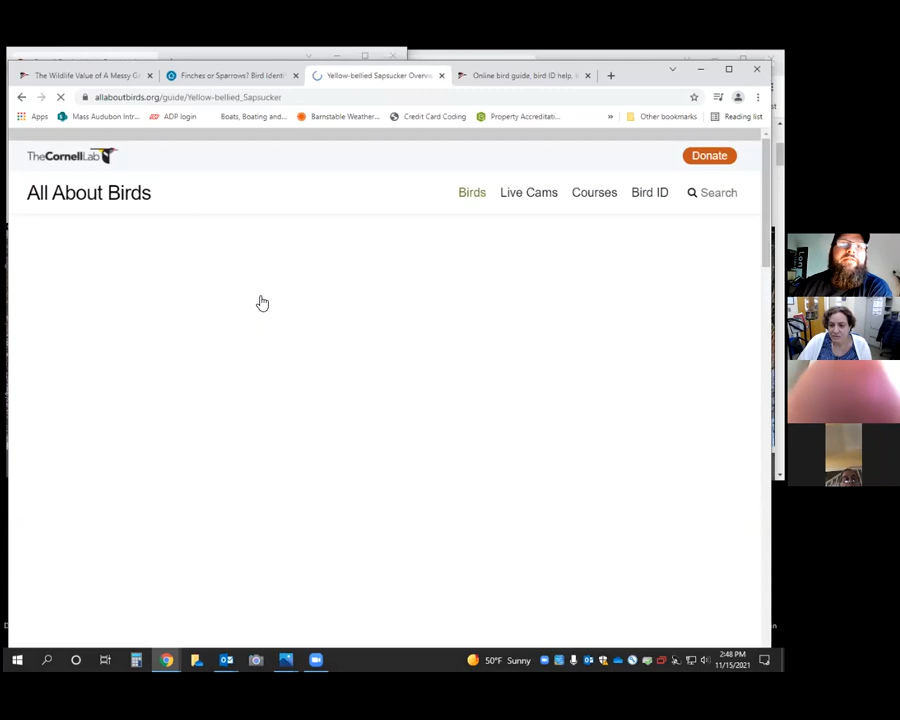 The Wildlife Value of A Messy G
Finches or Sparrows? Bird Identi
Yellow-bellied Sapsucker Overvi
Online bird guide, bird ID help, l
allaboutbirds.org/guide/Yellow-bellied_Sapsucker
Apps
Mass Audubon Intr...
ADP login
Boats, Boating and...
Barnstable Weather...
Credit Card Coding
Property Accreditati...
»
Other bookmarks
Reading list
TheCornellLab
Donate
All About Birds
Birds
Live Cams
Courses
Bird ID
Search
50°F Sunny
2:48 PM
11/15/2021